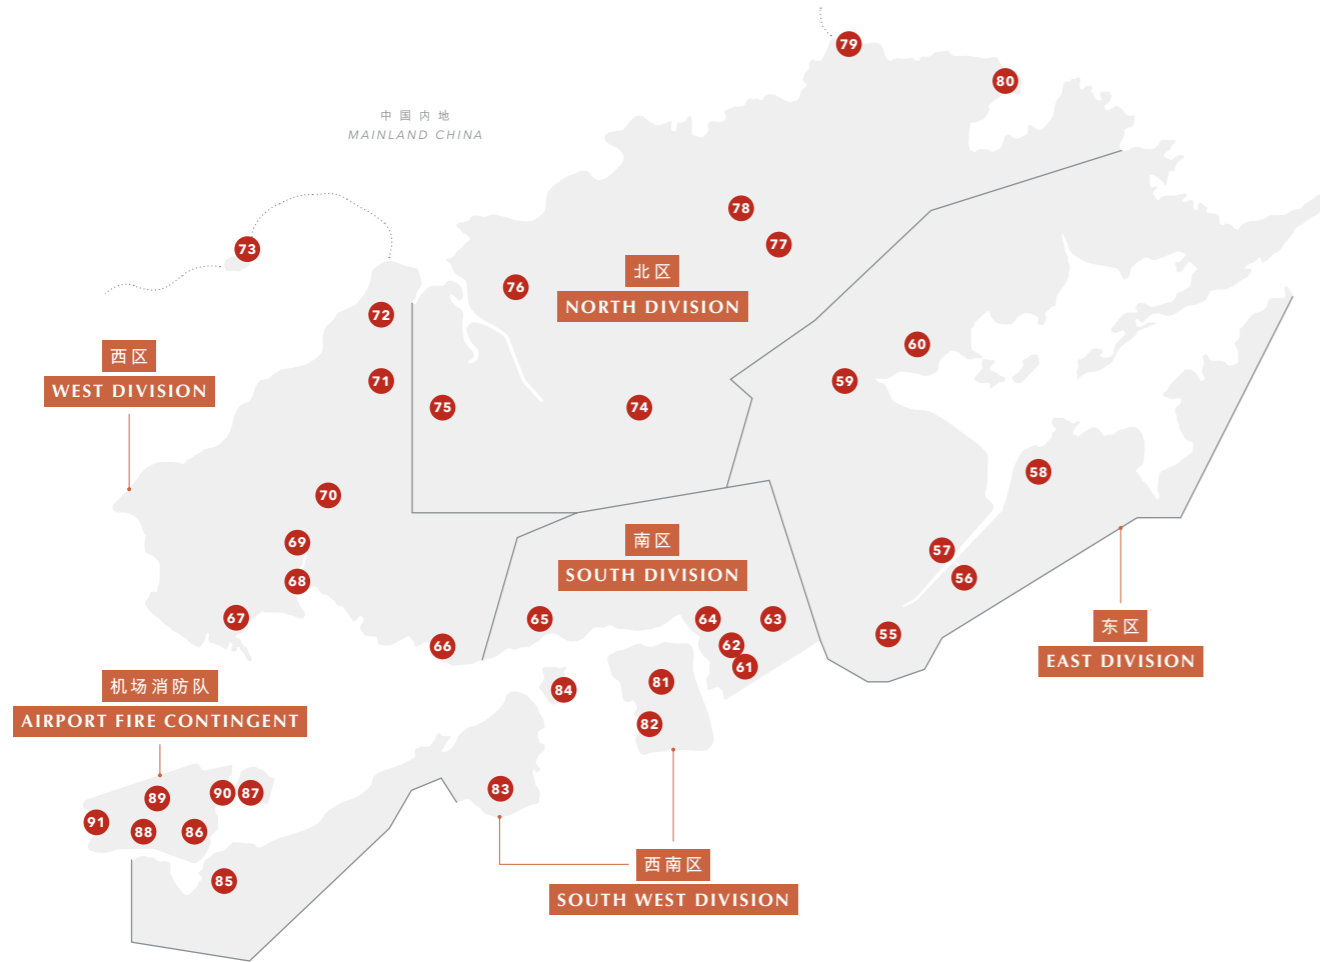 79
80
中国内地
MAINLAND CHINA
78
77
73
北区
NORTH DIVISION
76
72
西区
WEST DIVISION
71
75
74
60
59
70
58
69
68
南区
SOUTH DIVISION
57
56
67
65
64
63
66
62
61
55
东区
EAST DIVISION
机场消防队
AIRPORT FIRE CONTINGENT
84
81
82
83
89
90
87
91
88
86
85
西南区
SOUTH WEST DIVISION